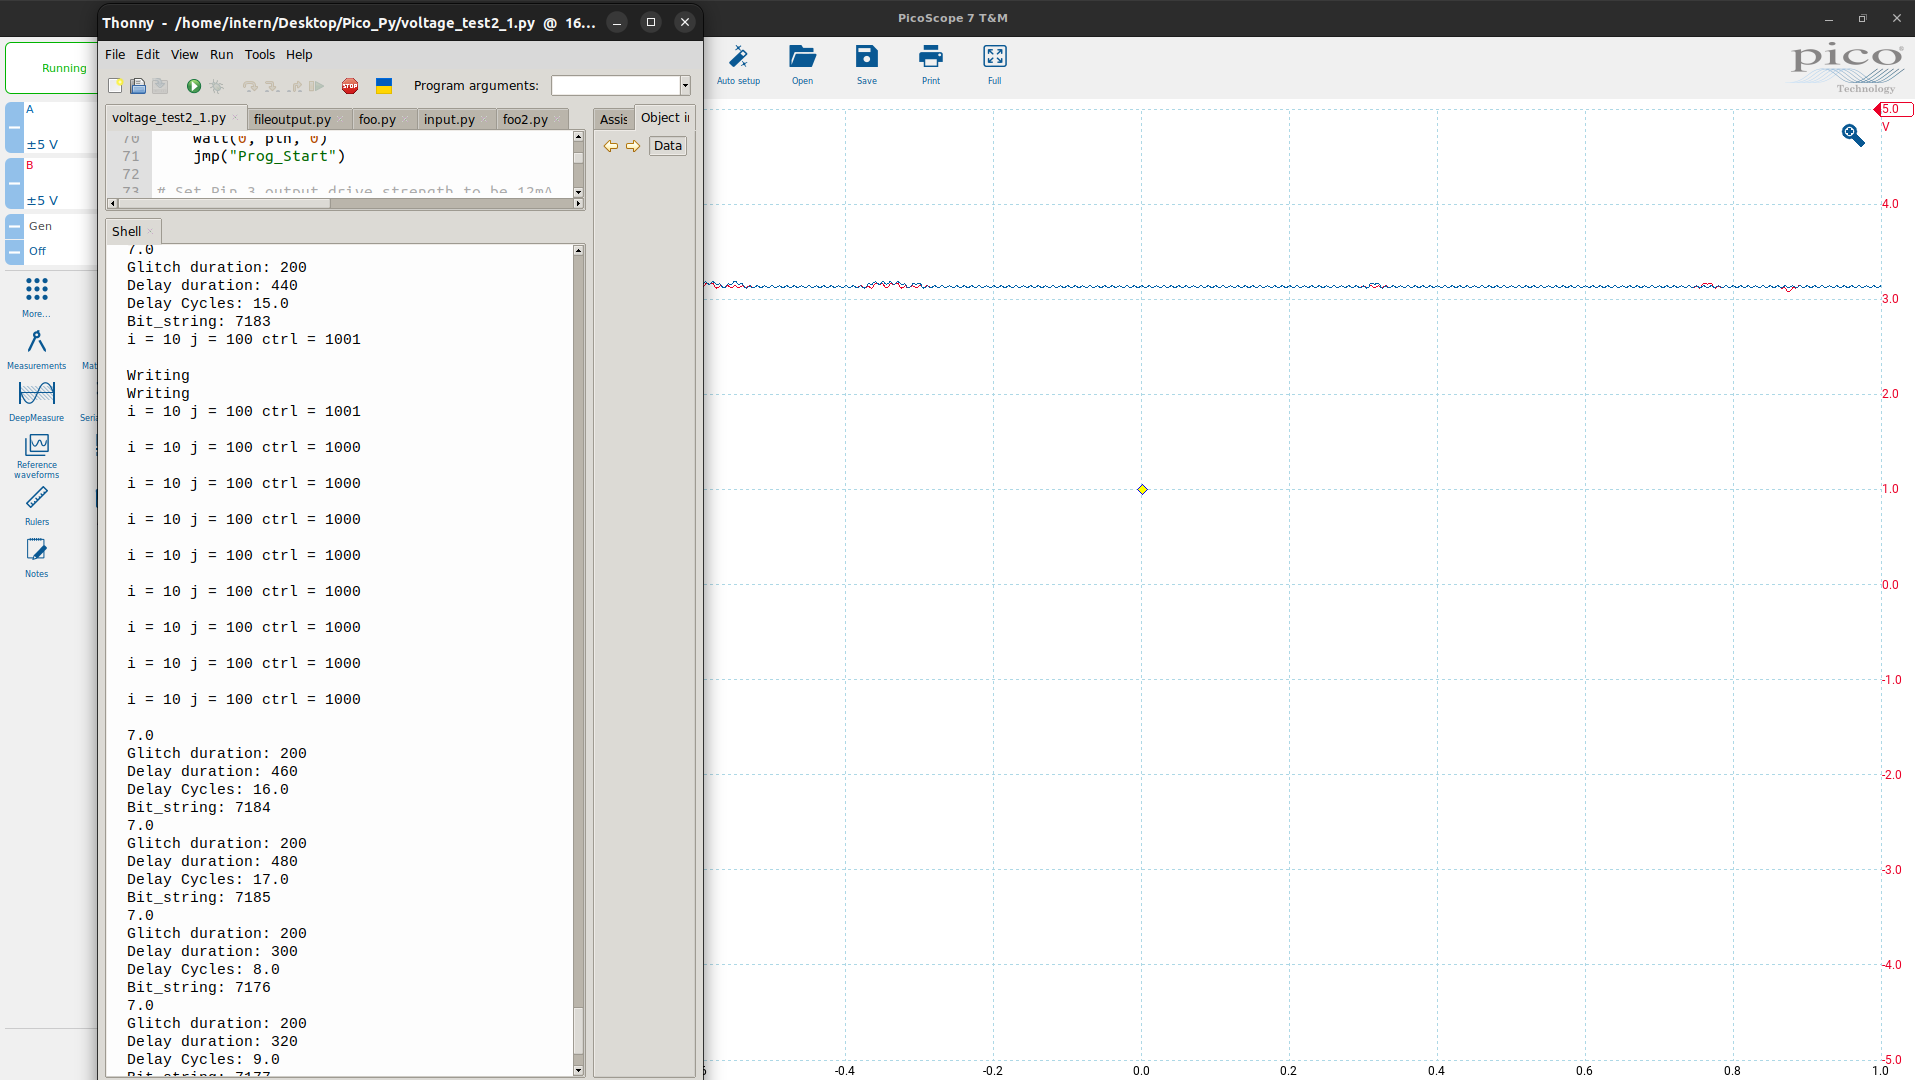 Thonny - /home/intern/Desktop/Pico_Py/voltage_test2_1.py @ 16...
PicoScope 7 T&M
File Edit View Run Tools Help
Running
STOP
Program arguments:
Auto setup
Open
Save
Print
Full
pico
Technology
A
±5 V
B
±5 V
Gen
Off
More...
Measurements
Mat
DeepMeasure
Seria
Reference
waveforms
Rulers
Notes
voltage_test2_1.py
fileoutput.py
foo.py
input.py
foo2.py
Assis
Object in
Data
70 wait(0, pin, 0)
71 jmp("Prog_Start")
72
73 # Set Pin 3 output drive strength to be 12mA
Shell
7.0
Glitch duration: 200
Delay duration: 440
Delay Cycles: 15.0
Bit_string: 7183
i = 10 j = 100 ctrl = 1001
Writing
Writing
i = 10 j = 100 ctrl = 1001
i = 10 j = 100 ctrl = 1000
i = 10 j = 100 ctrl = 1000
i = 10 j = 100 ctrl = 1000
i = 10 j = 100 ctrl = 1000
i = 10 j = 100 ctrl = 1000
i = 10 j = 100 ctrl = 1000
i = 10 j = 100 ctrl = 1000
i = 10 j = 100 ctrl = 1000
7.0
Glitch duration: 200
Delay duration: 460
Delay Cycles: 16.0
Bit_string: 7184
7.0
Glitch duration: 200
Delay duration: 480
Delay Cycles: 17.0
Bit_string: 7185
7.0
Glitch duration: 200
Delay duration: 300
Delay Cycles: 8.0
Bit_string: 7176
7.0
Glitch duration: 200
Delay duration: 320
Delay Cycles: 9.0
Bit_string: 7177
5.0
V
4.0
3.0
2.0
1.0
0.0
-1.0
-2.0
-3.0
-4.0
-5.0
-0.4
-0.2
0.0
0.2
0.4
0.6
0.8
1.0